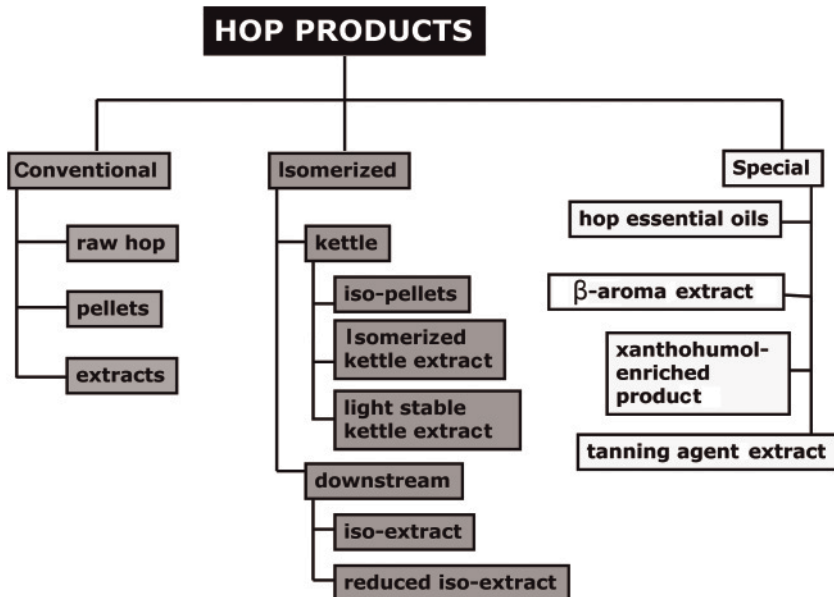 HOP PRODUCTS
Conventional
raw hop
pellets
extracts
Isomerized
kettle
iso-pellets
Isomerized
kettle extract
light stable
kettle extract
downstream
iso-extract
reduced iso-extract
Special
hop essential oils
β-aroma extract
xanthohumol-
enriched
product
tanning agent extract